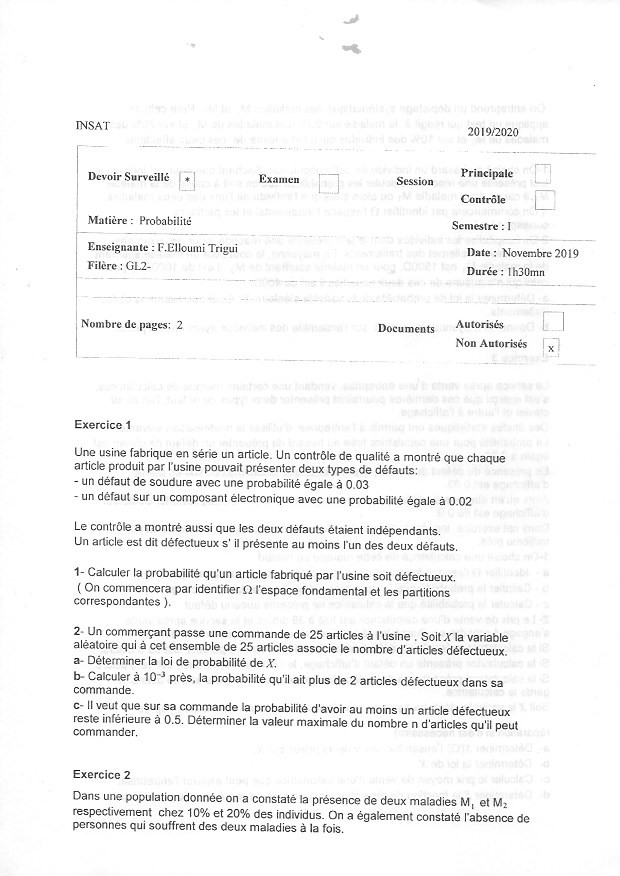 INSAT
2019/2020
Devoir Surveillé *
Examen
Session
Principale
Contrôle
Matière : Probabilité
Semestre : I
Enseignante : F.Elloumi Trigui
Filère : GL2-
Date : Novembre 2019
Durée : 1h30mn
Nombre de pages: 2
Documents
Autorisés
Non Autorisés x
Exercice 1
Une usine fabrique en série un article. Un contrôle de qualité a montré que chaque
article produit par l'usine pouvait présenter deux types de défauts:
- un défaut de soudure avec une probabilité égale à 0.03
- un défaut sur un composant électronique avec une probabilité égale à 0.02
Le contrôle a montré aussi que les deux défauts étaient indépendants.
Un article est dit défectueux s' il présente au moins l'un des deux défauts.
1- Calculer la probabilité qu'un article fabriqué par l'usine soit défectueux.
( On commencera par identifier Ω l'espace fondamental et les partitions
correspondantes ).
2- Un commerçant passe une commande de 25 articles à l'usine . Soit X la variable
aléatoire qui à cet ensemble de 25 articles associe le nombre d'articles défectueux.
a- Déterminer la loi de probabilité de X.
b- Calculer à 10⁻³ près, la probabilité qu'il ait plus de 2 articles défectueux dans sa
commande.
c- Il veut que sur sa commande la probabilité d'avoir au moins un article défectueux
reste inférieure à 0.5. Déterminer la valeur maximale du nombre n d'articles qu'il peut
commander.
Exercice 2
Dans une population donnée on a constaté la présence de deux maladies M₁ et M₂
respectivement chez 10% et 20% des individus. On a également constaté l'absence de
personnes qui souffrent des deux maladies à la fois.